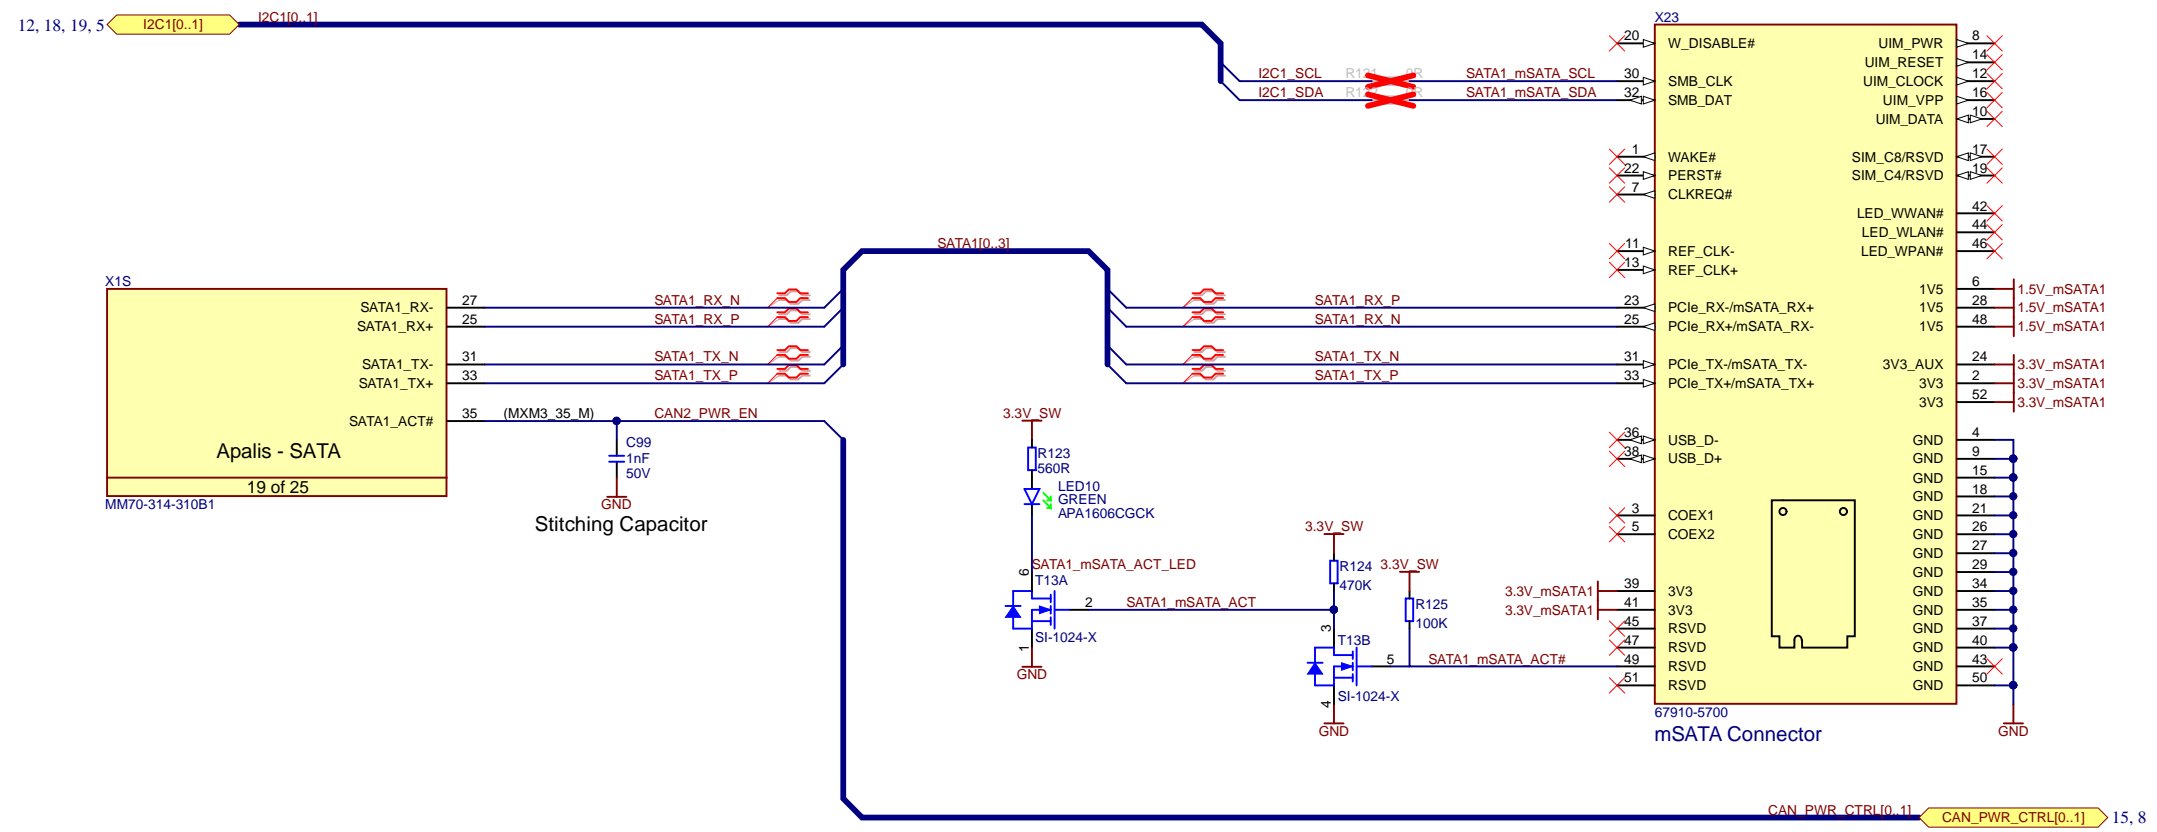 12, 18, 19, 5 I2C1[0..1] I2C1[0..1]
X23
20 W_DISABLE# UIM_PWR 8
UIM_RESET 14
I2C1_SCL SATA1_mSATA_SCL 30 SMB_CLK UIM_CLOCK 12
I2C1_SDA SATA1_mSATA_SDA 32 SMB_DAT UIM_VPP 16
UIM_DATA 10
1 WAKE# SIM_C8/RSVD 17
22 PERST# SIM_C4/RSVD 19
7 CLKREQ#
LED_WWAN# 42
LED_WLAN# 44
SATA1[0..3] 11 REF_CLK- LED_WPAN# 46
13 REF_CLK+
X1S
1V5 6 1.5V_mSATA1
SATA1_RX- 27 SATA1_RX_N SATA1_RX_P 23 PCIe_RX-/mSATA_RX+ 1V5 28 1.5V_mSATA1
SATA1_RX+ 25 SATA1_RX_P SATA1_RX_N 25 PCIe_RX+/mSATA_RX- 1V5 48 1.5V_mSATA1
SATA1_TX- 31 SATA1_TX_N SATA1_TX_N 31 PCIe_TX-/mSATA_TX- 3V3_AUX 24 3.3V_mSATA1
SATA1_TX+ 33 SATA1_TX_P SATA1_TX_P 33 PCIe_TX+/mSATA_TX+ 3V3 2 3.3V_mSATA1
3V3 52 3.3V_mSATA1
SATA1_ACT# 35 (MXM3_35_M) CAN2_PWR_EN
Apalis - SATA
19 of 25
MM70-314-310B1
C99
1nF
50V
GND
Stitching Capacitor
3.3V_SW
R123
560R
LED10
GREEN
APA1606CGCK
SATA1_mSATA_ACT_LED
6
T13A
2 SATA1_mSATA_ACT
SI-1024-X
1
GND
3.3V_SW
R124
470K
3.3V_SW
R125
100K
3
T13B
5 SATA1_mSATA_ACT#
SI-1024-X
4
GND
36 USB_D- GND 4
38 USB_D+ GND 9
GND 15
GND 18
3 COEX1 GND 21
5 COEX2 GND 26
GND 27
GND 29
3.3V_mSATA1 39 3V3 GND 34
3.3V_mSATA1 41 3V3 GND 35
45 RSVD GND 37
47 RSVD GND 40
49 RSVD GND 43
51 RSVD GND 50
67910-5700
mSATA Connector
GND
CAN_PWR_CTRL[0..1] CAN_PWR_CTRL[0..1] 15, 8